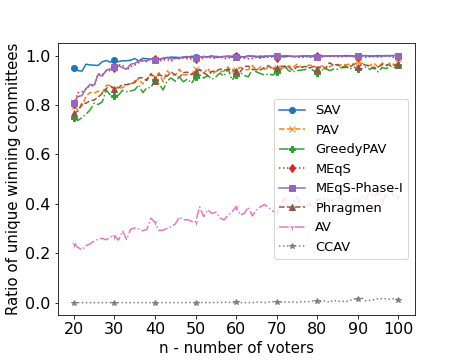 Ratio of unique winning committees
1.0
0.8
0.6
0.4
0.2
0.0
SAV
PAV
GreedyPAV
MEqS
MEqS-Phase-I
Phragmen
AV
CCAV
20 30 40 50 60 70 80 90 100
n - number of voters